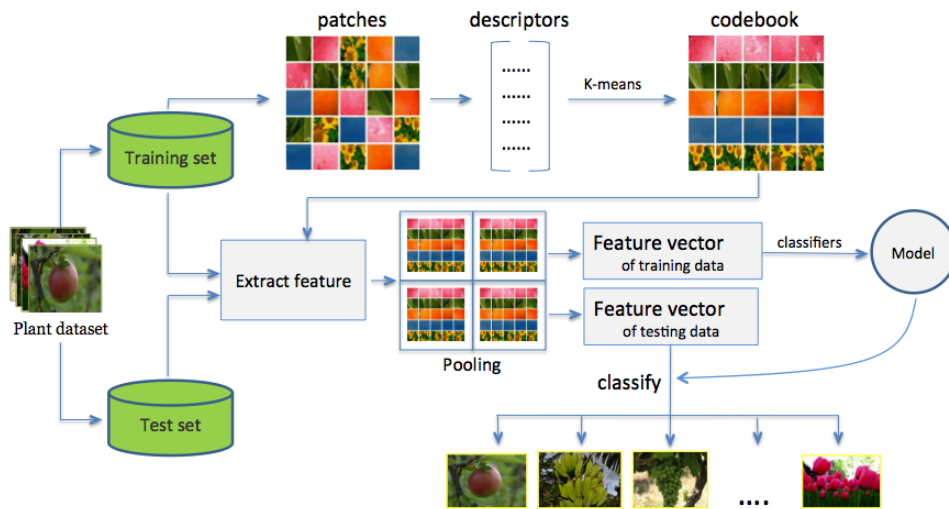 patches
descriptors
codebook
......
......
......
......
K-means
Training set
Plant dataset
Extract feature
Pooling
Feature vector
of training data
classifiers
Model
Feature vector
of testing data
classify
Test set
....